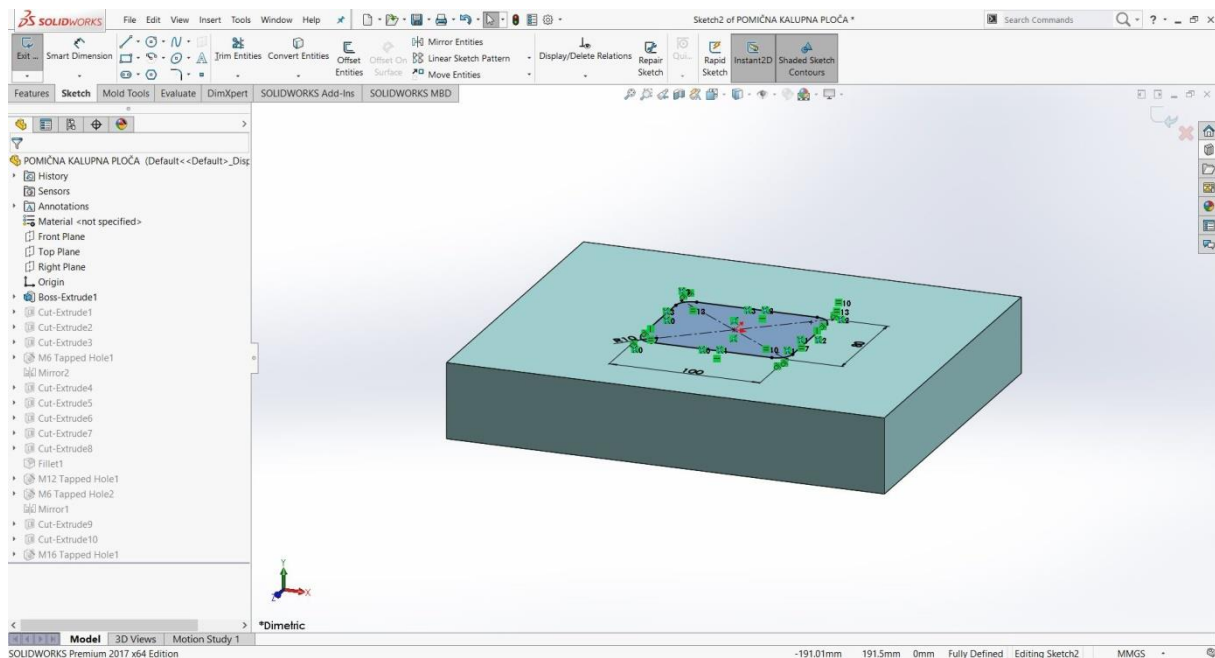 SOLIDWORKS File Edit View Insert Tools Window Help Sketch2 of POMIČNA KALUPNA PLOČA * Search Commands
Exit ... Smart Dimension Trim Entities Convert Entities Offset Entities Offset On Surface Mirror Entities Linear Sketch Pattern Move Entities Display/Delete Relations Repair Sketch Qui... Rapid Sketch Instant2D Shaded Sketch Contours
Features Sketch Mold Tools Evaluate DimXpert SOLIDWORKS Add-Ins SOLIDWORKS MBD
POMIČNA KALUPNA PLOČA (Default<<Default>_Disp
History
Sensors
Annotations
Material <not specified>
Front Plane
Top Plane
Right Plane
Origin
Boss-Extrude1
Cut-Extrude1
Cut-Extrude2
Cut-Extrude3
M6 Tapped Hole1
Mirror2
Cut-Extrude4
Cut-Extrude5
Cut-Extrude6
Cut-Extrude7
Cut-Extrude8
Fillet1
M12 Tapped Hole1
M6 Tapped Hole2
Mirror1
Cut-Extrude9
Cut-Extrude10
M16 Tapped Hole1
10
13
13
R10
10
100
Y
X
Z
*Dimetric
Model 3D Views Motion Study 1
SOLIDWORKS Premium 2017 x64 Edition -191.01mm 191.5mm 0mm Fully Defined Editing Sketch2 MMGS